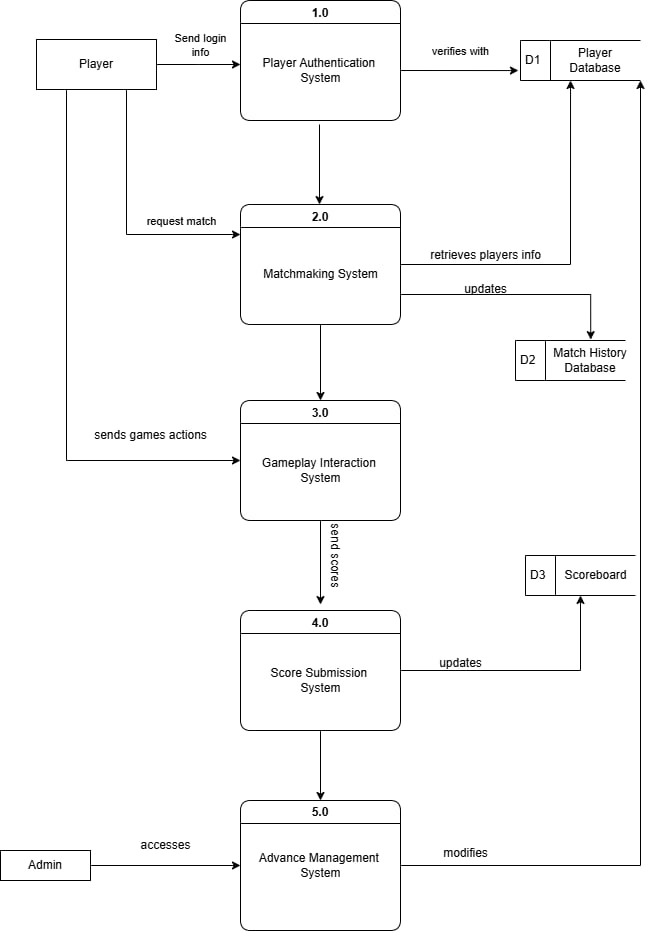 1.0
Send login
info
Player
Player Authentication
System
verifies with
D1
Player
Database
2.0
request match
Matchmaking System
retrieves players info
updates
D2
Match History
Database
3.0
sends games actions
Gameplay Interaction
System
send scores
D3
Scoreboard
4.0
Score Submission
System
updates
5.0
accesses
Admin
Advance Management
System
modifies